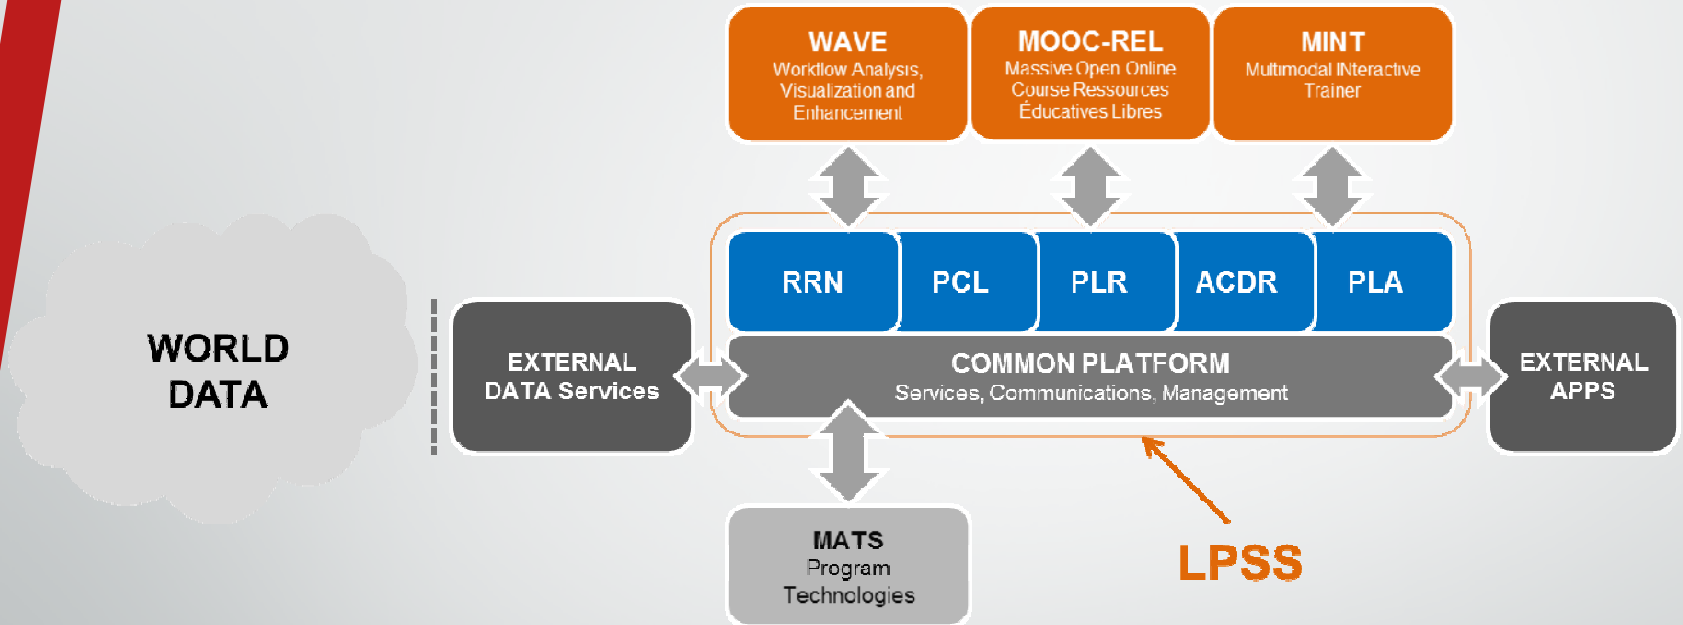 WAVE
Workflow Analysis,
Visualization and
Enhancement
MOOC-REL
Massive Open Online
Course Ressources
Éducatives Libres
MINT
Multimodal INteractive
Trainer
RRN
PCL
PLR
ACDR
PLA
WORLD
DATA
EXTERNAL
DATA Services
COMMON PLATFORM
Services, Communications, Management
EXTERNAL
APPS
MATS
Program
Technologies
LPSS